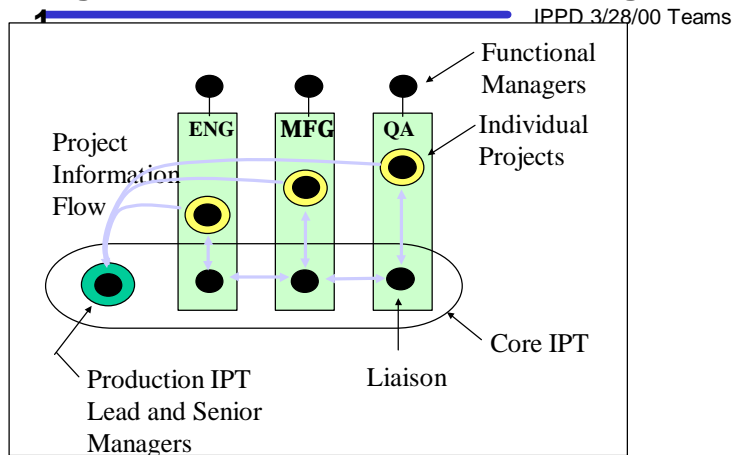 1
IPPD 3/28/00 Teams
Functional
Managers
ENG
MFG
QA
Individual
Projects
Project
Information
Flow
Core IPT
Liaison
Production IPT
Lead and Senior
Managers